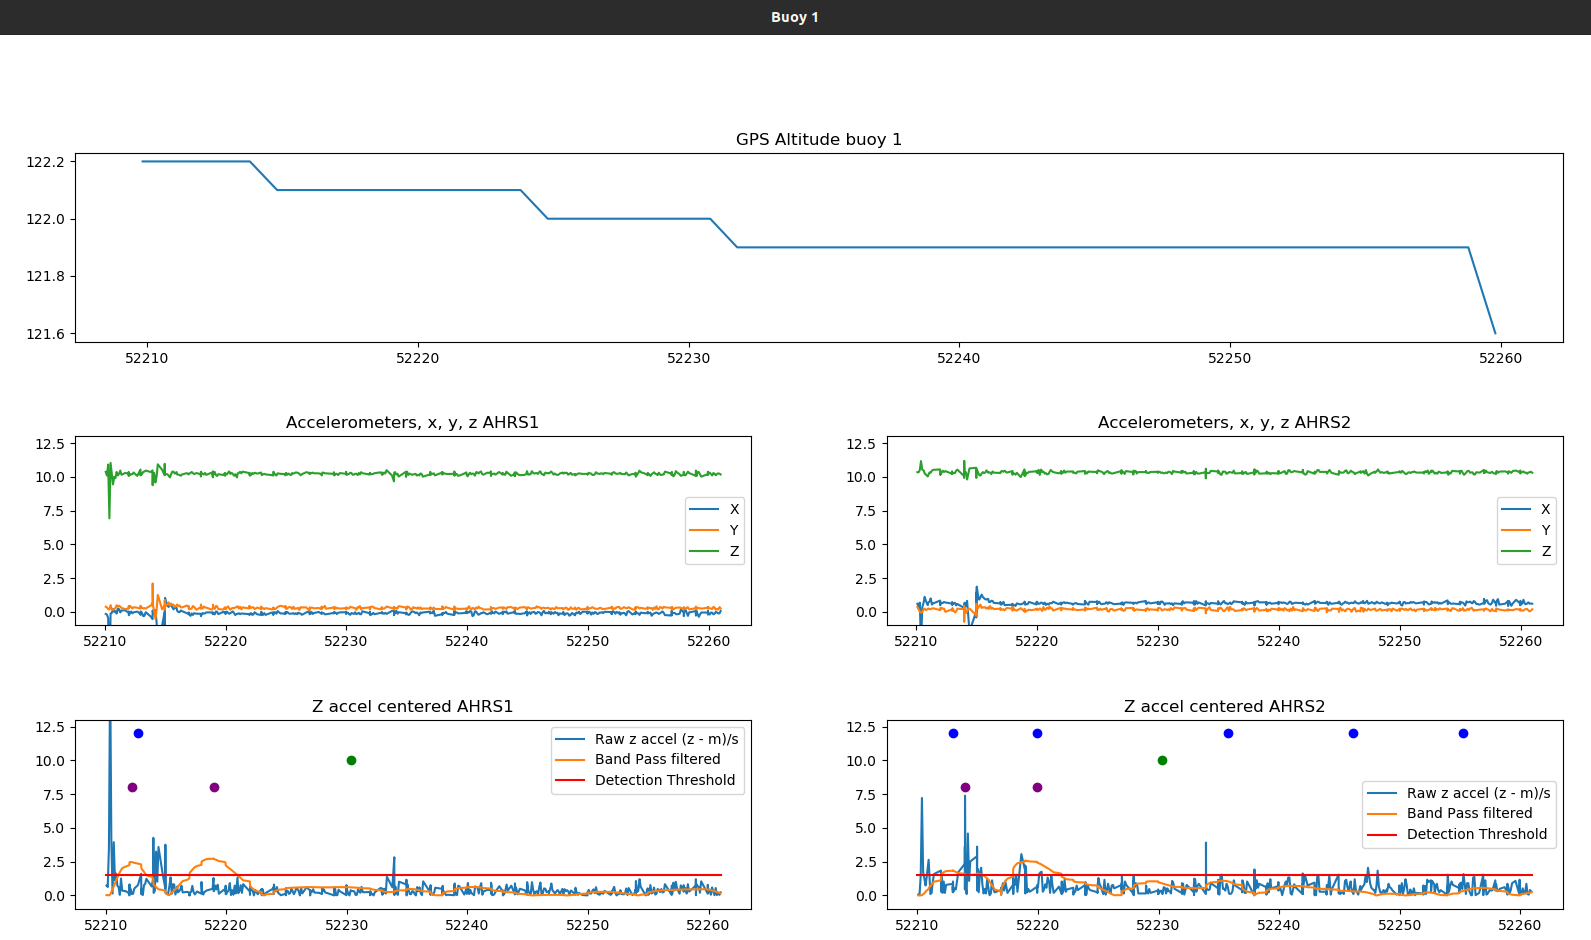 Buoy 1
GPS Altitude buoy 1
122.2
122.0
121.8
121.6
52210 52220 52230 52240 52250 52260
Accelerometers, x, y, z AHRS1
12.5
10.0
7.5
5.0
2.5
0.0
X
Y
Z
52210 52220 52230 52240 52250 52260
Accelerometers, x, y, z AHRS2
12.5
10.0
7.5
5.0
2.5
0.0
X
Y
Z
52210 52220 52230 52240 52250 52260
Z accel centered AHRS1
12.5
10.0
7.5
5.0
2.5
0.0
Raw z accel (z - m)/s
Band Pass filtered
Detection Threshold
52210 52220 52230 52240 52250 52260
Z accel centered AHRS2
12.5
10.0
7.5
5.0
2.5
0.0
Raw z accel (z - m)/s
Band Pass filtered
Detection Threshold
52210 52220 52230 52240 52250 52260